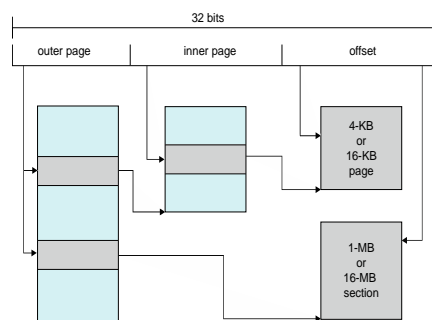 32 bits
outer page
inner page
offset
4-KB
or
16-KB
page
1-MB
or
16-MB
section